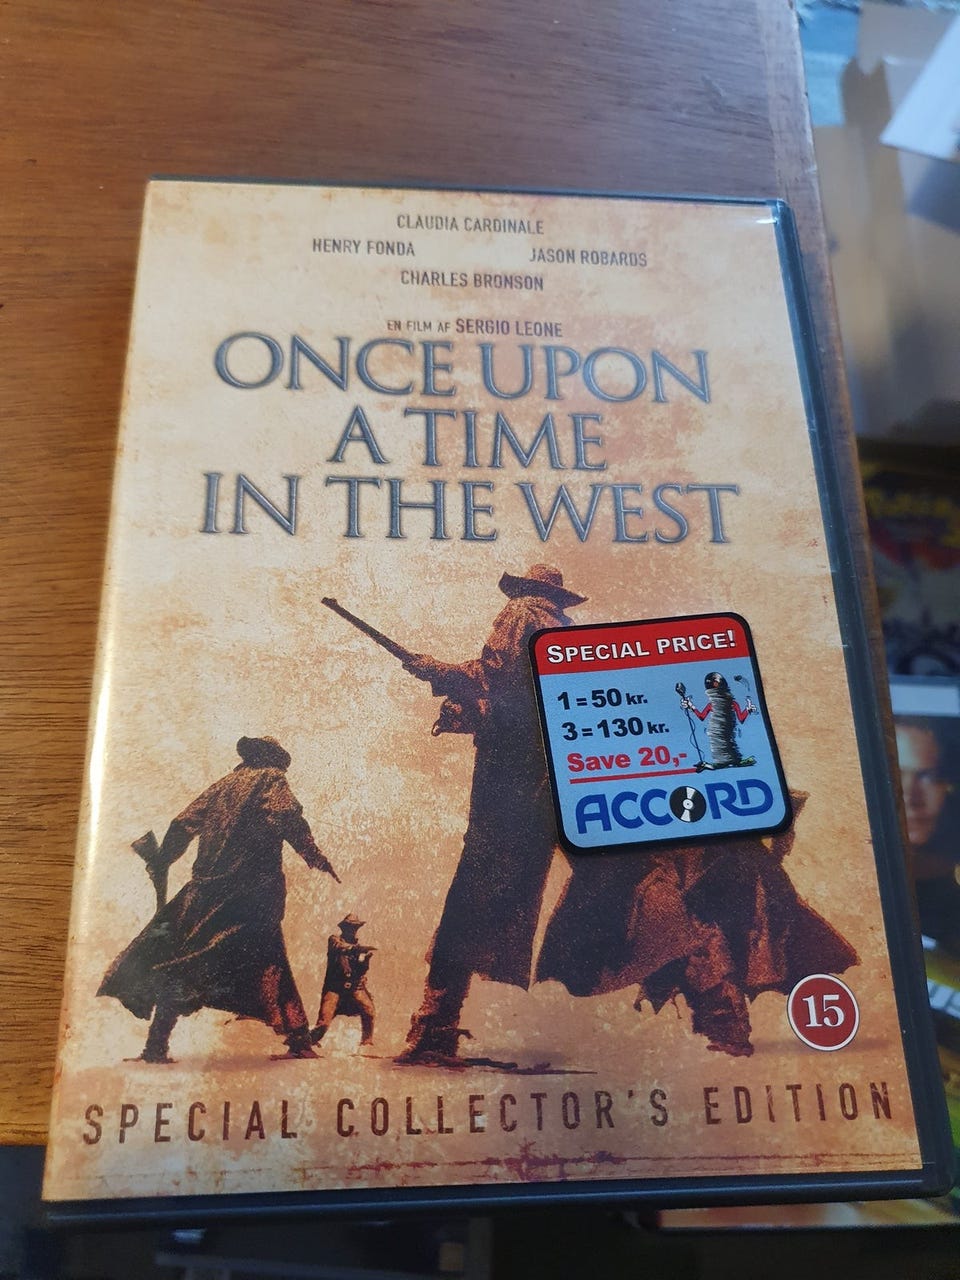 CLAUDIA CARDINALE
HENRY FONDA JASON ROBARDS
CHARLES BRONSON
EN FILM AF SERGIO LEONE
ONCE UPON
A TIME
IN THE WEST
SPECIAL PRICE!
1=50 kr.
3=130 kr.
Save 20,-
ACCORD
15
SPECIAL COLLECTOR'S EDITION